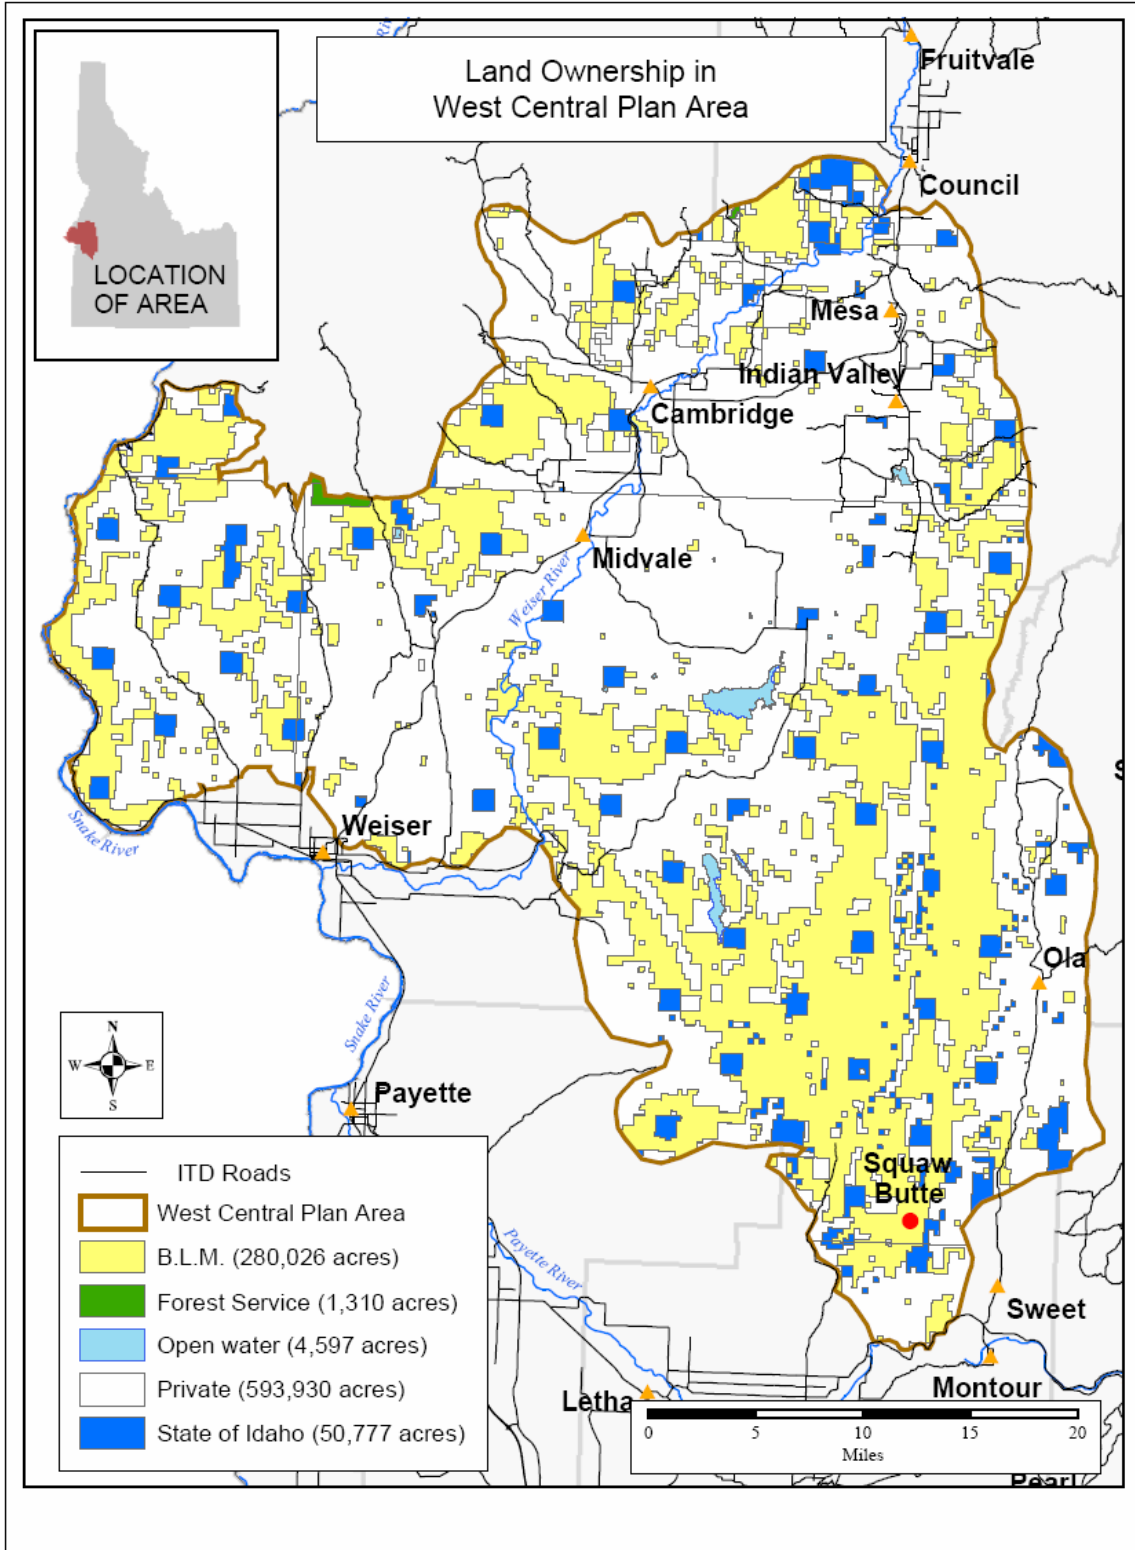 Land Ownership in
West Central Plan Area
LOCATION
OF AREA
Fruitvale
Council
Mesa
Indian Valley
Cambridge
Midvale
Weiser River
Weiser
Snake River
Ola
Snake River
Payette
N
W E
S
Squaw
Butte
Payette River
Sweet
Montour
Letha
Pearl
ITD Roads
West Central Plan Area
B.L.M. (280,026 acres)
Forest Service (1,310 acres)
Open water (4,597 acres)
Private (593,930 acres)
State of Idaho (50,777 acres)
0 5 10 15 20
Miles